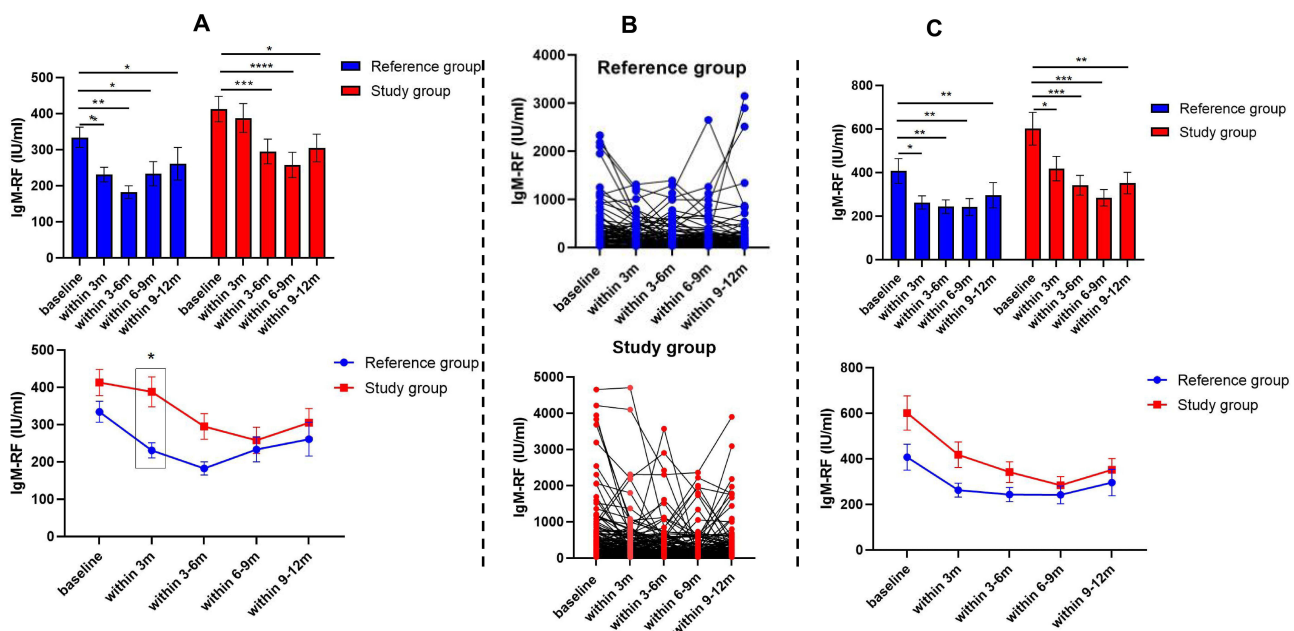 A
*
*
**
**
*
****
***
500
400
300
200
100
0
IgM-RF (IU/ml)
baseline
within 3m
within 3-6m
within 6-9m
within 9-12m
baseline
within 3m
within 3-6m
within 6-9m
within 9-12m
Reference group
Study group
*
500
400
300
200
100
0
IgM-RF (IU/ml)
baseline
within 3m
within 3-6m
within 6-9m
within 9-12m
Reference group
Study group
B
Reference group
4000
3000
2000
1000
0
IgM-RF (IU/ml)
baseline
within 3m
within 3-6m
within 6-9m
within 9-12m
Study group
5000
4000
3000
2000
1000
0
IgM-RF (IU/ml)
baseline
within 3m
within 3-6m
within 6-9m
within 9-12m
C
**
**
**
*
**
***
***
*
800
600
400
200
0
IgM-RF (IU/ml)
baseline
within 3m
within 3-6m
within 6-9m
within 9-12m
baseline
within 3m
within 3-6m
within 6-9m
within 9-12m
Reference group
Study group
800
600
400
200
0
IgM-RF (IU/ml)
baseline
within 3m
within 3-6m
within 6-9m
within 9-12m
Reference group
Study group